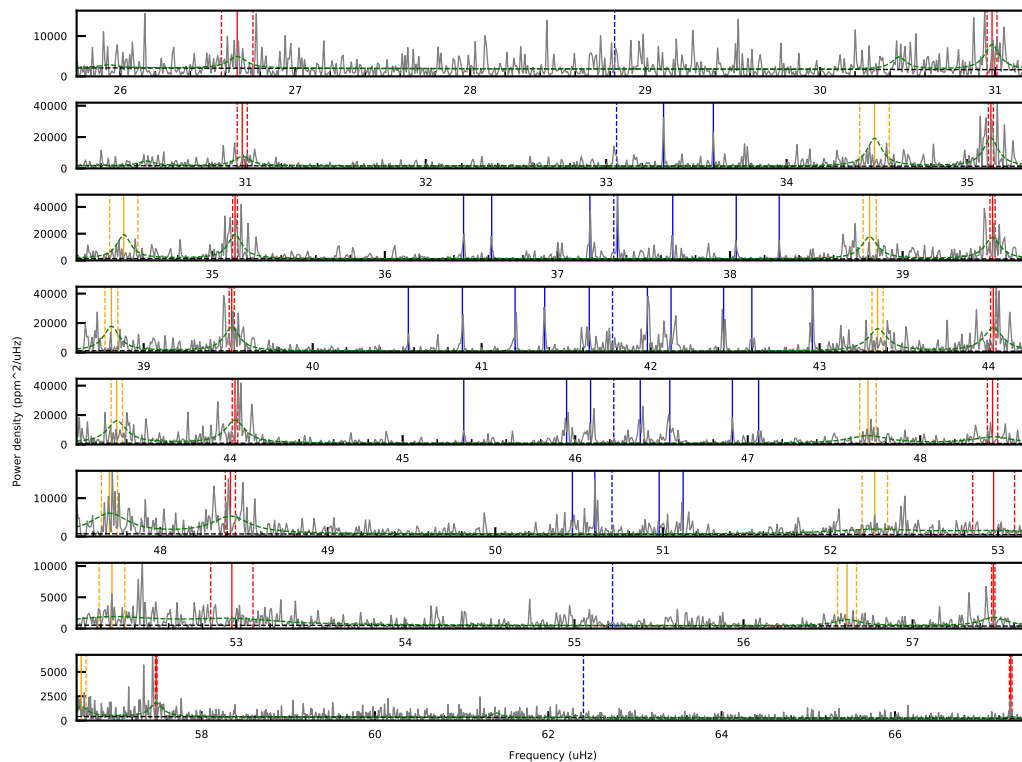 10000
0
26 27 28 29 30 31
40000
20000
0
31 32 33 34 35
40000
20000
0
35 36 37 38 39
40000
20000
0
39 40 41 42 43 44
40000
20000
0
44 45 46 47 48
10000
0
48 49 50 51 52 53
10000
5000
0
53 54 55 56 57
5000
2500
0
58 60 62 64 66
Power density (ppm^2/uHz)
Frequency (uHz)